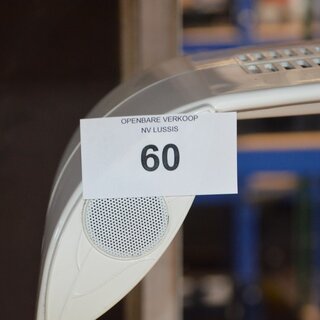 OPENBARE VERKOOP
NV LUSSIS
60